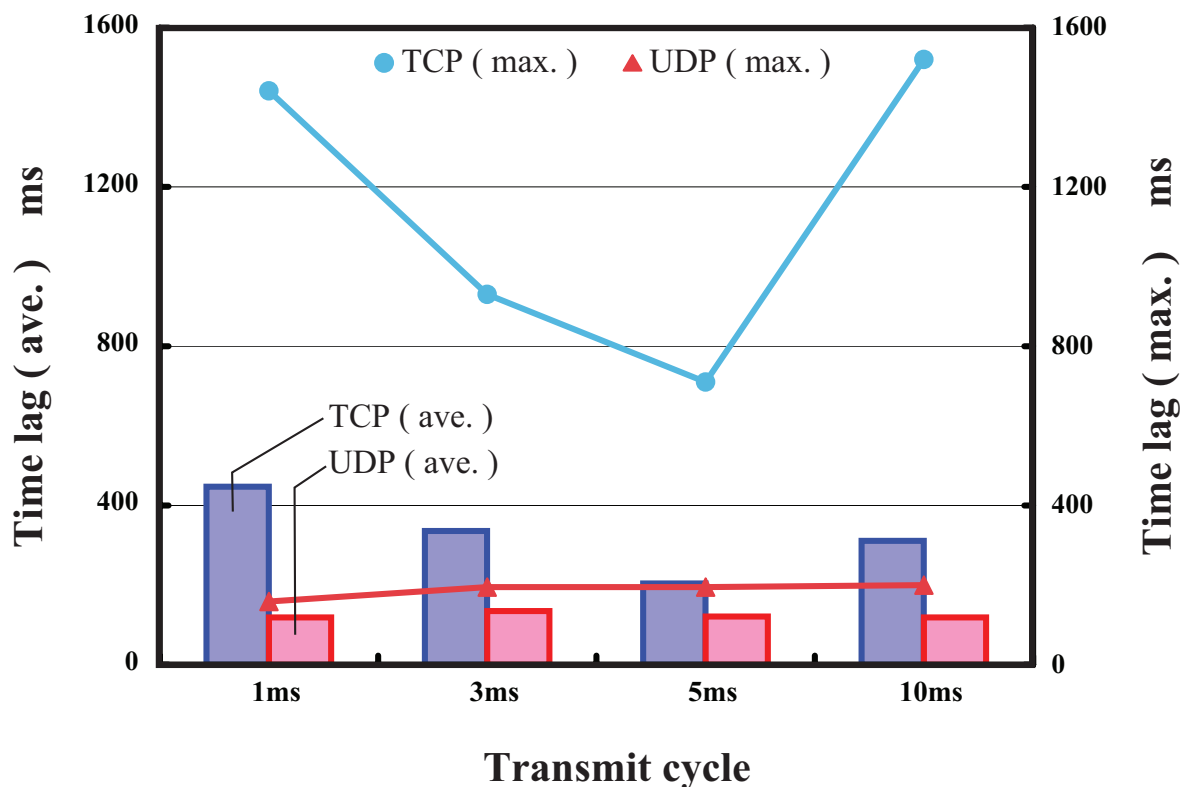 1600
1200
800
400
0
Time lag ( ave. ) ms
TCP ( max. )
UDP ( max. )
TCP ( ave. )
UDP ( ave. )
1600
1200
800
400
0
Time lag ( max. ) ms
1ms
3ms
5ms
10ms
Transmit cycle